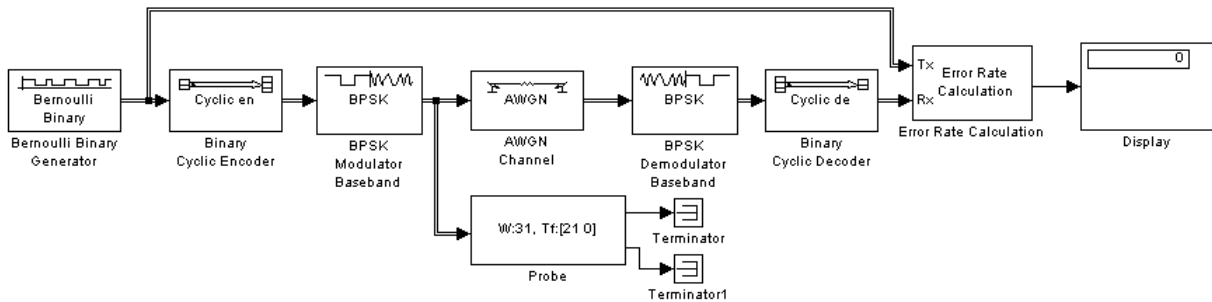 Bernoulli
Binary
Bernoulli Binary
Generator
Cyclic en
Binary
Cyclic Encoder
BPSK
BPSK
Modulator
Baseband
AWGN
AWGN
Channel
BPSK
BPSK
Demodulator
Baseband
Cyclic de
Binary
Cyclic Decoder
Tx
Rx
Error Rate
Calculation
Error Rate Calculation
0
Display
W:31, Tf:[21 0]
Probe
Terminator
Terminator1